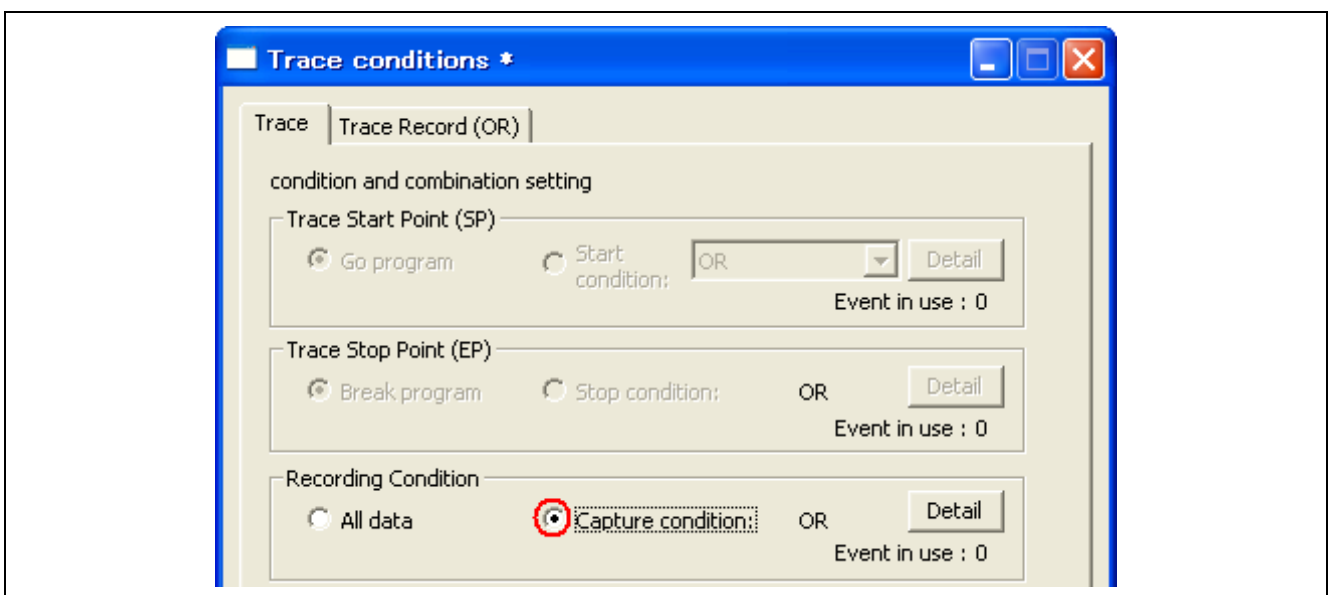 Trace conditions *
Trace Trace Record (OR)
condition and combination setting
Trace Start Point (SP)
Go program Start condition: OR Detail
Event in use : 0
Trace Stop Point (EP)
Break program Stop condition: OR Detail
Event in use : 0
Recording Condition
All data Capture condition: OR Detail
Event in use : 0